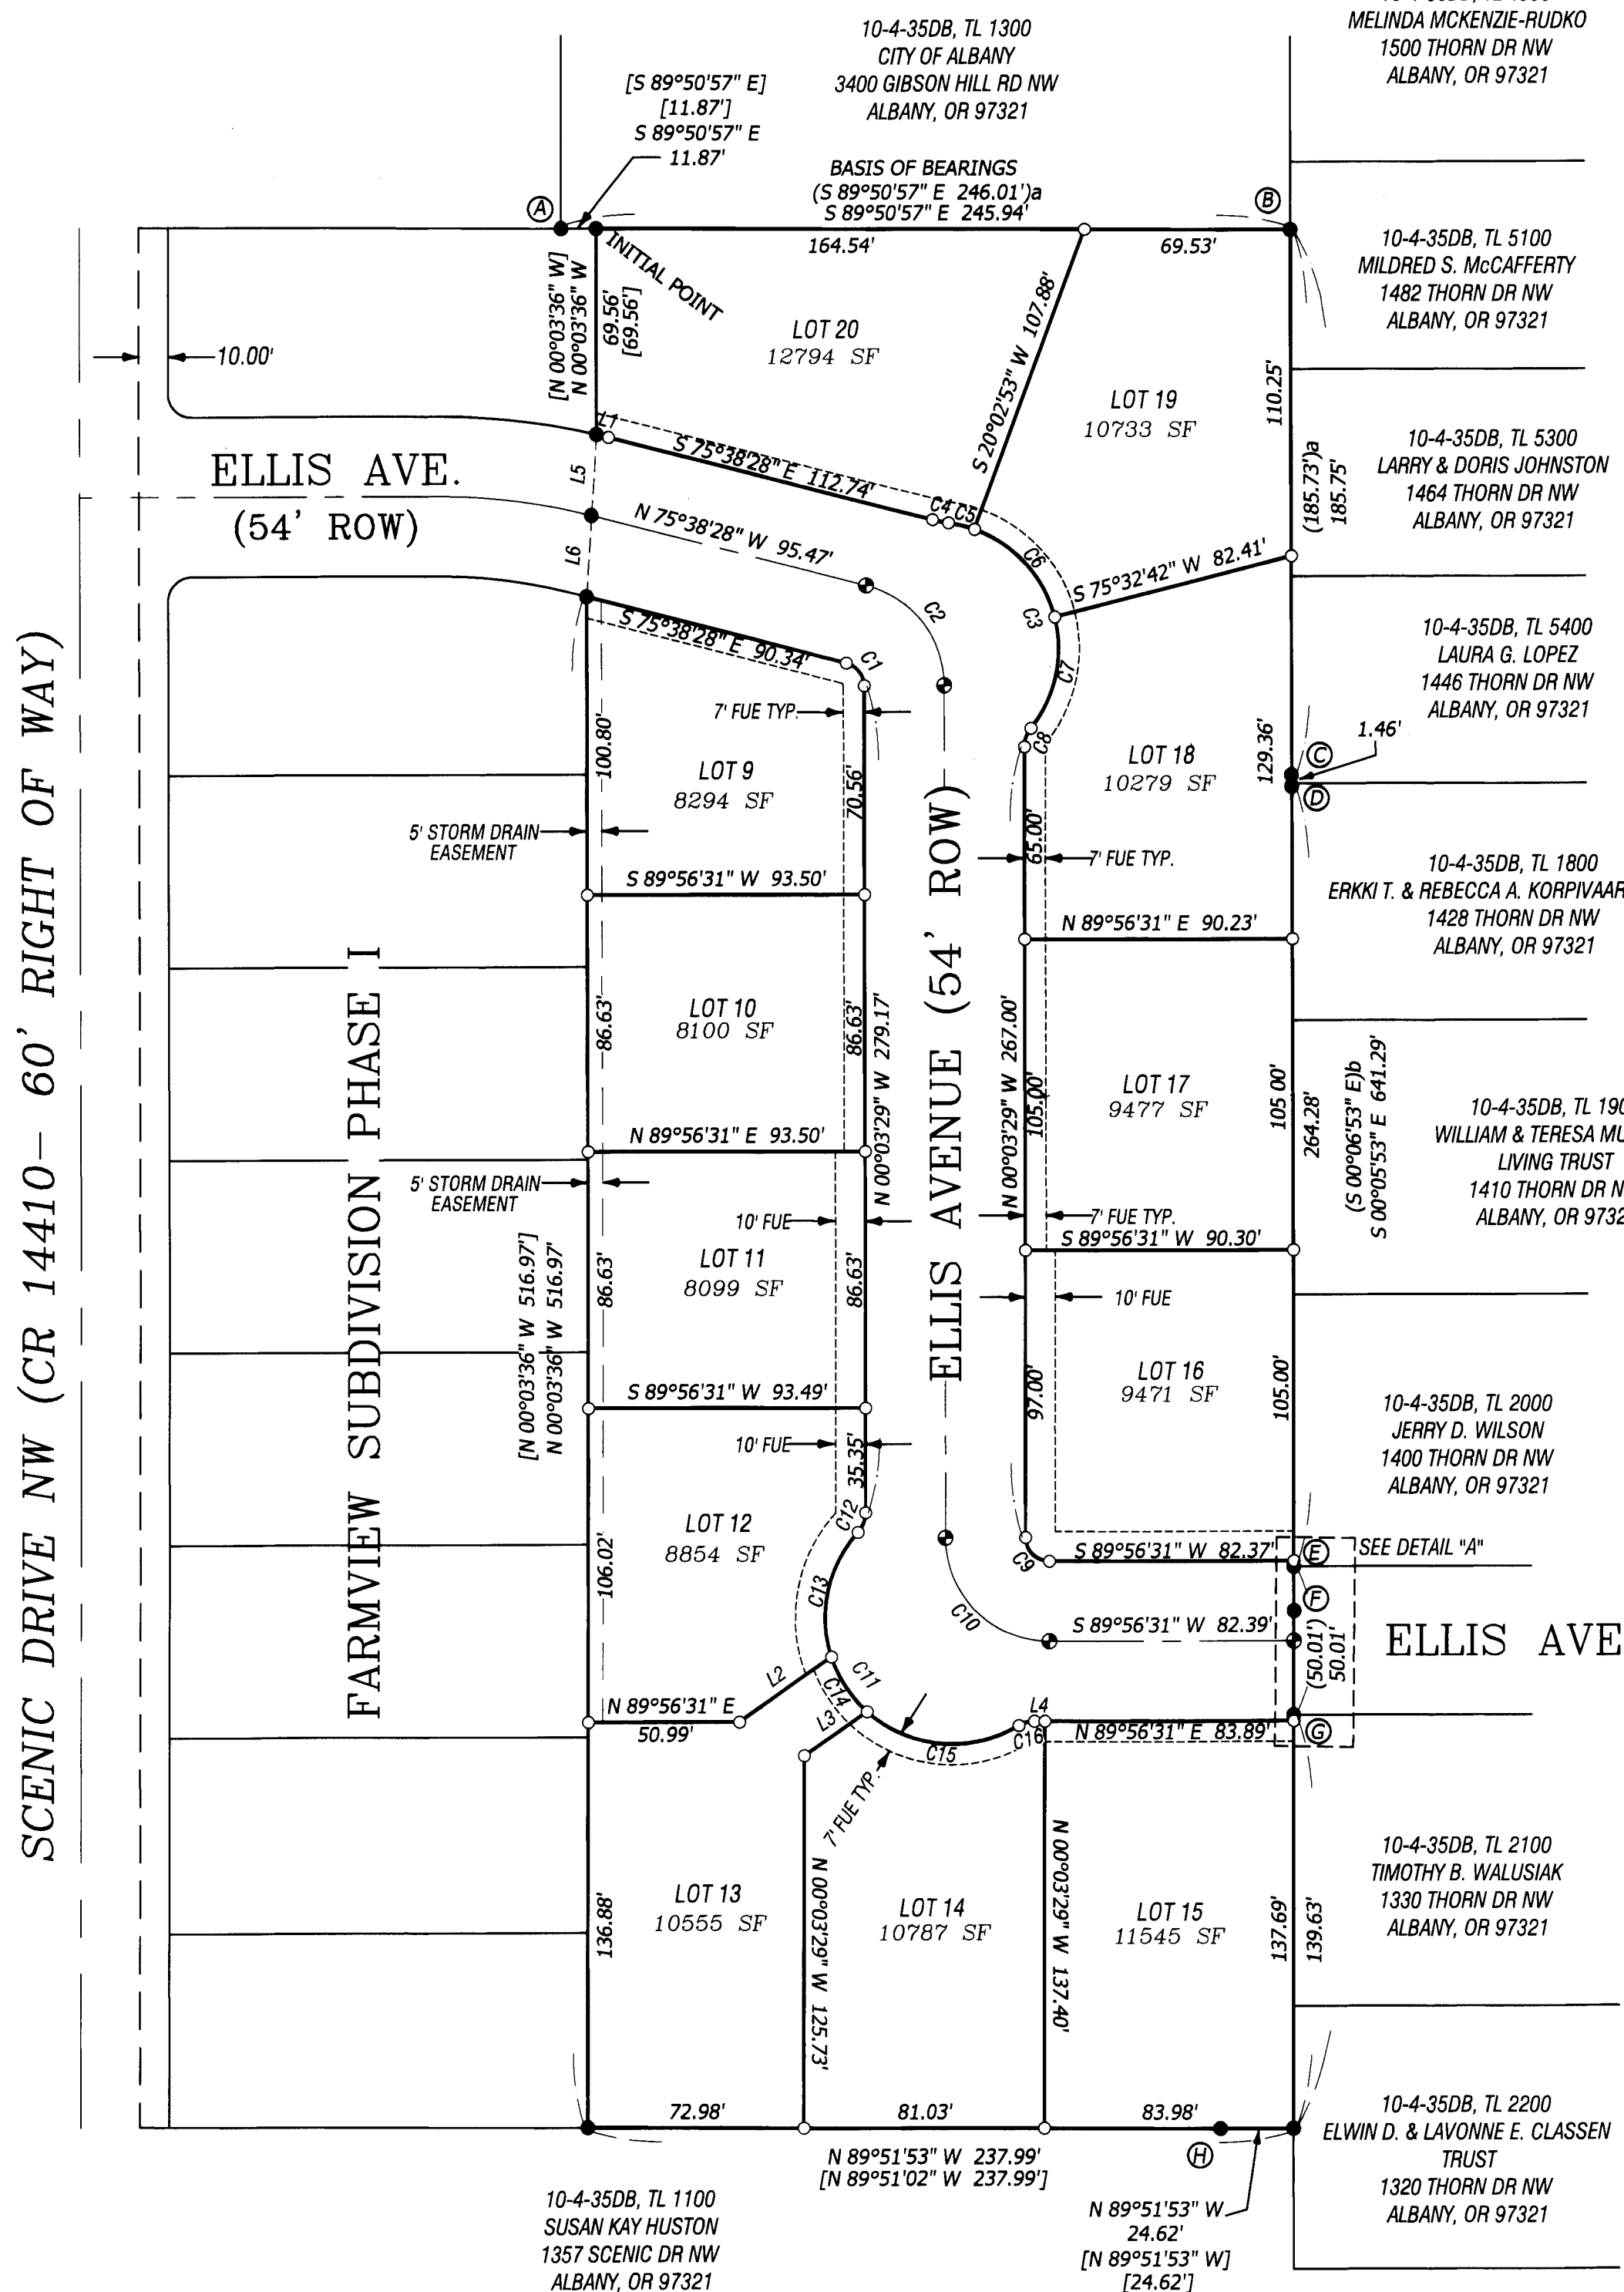 10-4-35DB, TL 1300
CITY OF ALBANY
3400 GIBSON HILL RD NW
ALBANY, OR 97321
MELINDA MCKENZIE-RUDKO
1500 THORN DR NW
ALBANY, OR 97321
[S 89°50'57" E]
[11.87']
S 89°50'57" E
11.87'
BASIS OF BEARINGS
(S 89°50'57" E 246.01')a
S 89°50'57" E 245.94'
A
B
164.54'
69.53'
INITIAL POINT
[N 00°03'36" W]
N 00°03'36" W
69.56'
[69.56']
10.00'
LOT 20
12794 SF
S 20°02'53" W 107.88'
LOT 19
10733 SF
110.25'
(185.73')a
185.75'
10-4-35DB, TL 5100
MILDRED S. McCAFFERTY
1482 THORN DR NW
ALBANY, OR 97321
10-4-35DB, TL 5300
LARRY & DORIS JOHNSTON
1464 THORN DR NW
ALBANY, OR 97321
10-4-35DB, TL 5400
LAURA G. LOPEZ
1446 THORN DR NW
ALBANY, OR 97321
ELLIS AVE.
(54' ROW)
L1
L5
L6
S 75°38'28" E 112.74'
C4
C5
C6
C3
C7
C8
N 75°38'28" W 95.47'
C2
S 75°38'28" E 90.34'
C1
S 75°32'42" W 82.41'
7' FUE TYP.
100.80'
LOT 9
8294 SF
70.56'
5' STORM DRAIN
EASEMENT
S 89°56'31" W 93.50'
LOT 18
10279 SF
129.36'
1.46'
C
D
65.00'
7' FUE TYP.
N 89°56'31" E 90.23'
10-4-35DB, TL 1800
ERKKI T. & REBECCA A. KORPIVAAR
1428 THORN DR NW
ALBANY, OR 97321
SCENIC DRIVE NW (CR 14410- 60' RIGHT OF WAY)
FARMVIEW SUBDIVISION PHASE I
ELLIS AVENUE (54' ROW)
LOT 10
8100 SF
86.63'
86.63'
N 00°03'29" W 279.17'
N 89°56'31" E 93.50'
N 00°03'29" W 267.00'
105.00'
LOT 17
9477 SF
105 00'
264.28'
(S 00°06'53" E)b
S 00°05'53" E 641.29'
10-4-35DB, TL 190
WILLIAM & TERESA MU
LIVING TRUST
1410 THORN DR N
ALBANY, OR 9732
5' STORM DRAIN
EASEMENT
10' FUE
7' FUE TYP.
S 89°56'31" W 90.30'
[N 00°03'36" W 516.97']
N 00°03'36" W 516.97'
86.63'
LOT 11
8099 SF
86.63'
10' FUE
S 89°56'31" W 93.49'
97.00'
LOT 16
9471 SF
105.00'
10-4-35DB, TL 2000
JERRY D. WILSON
1400 THORN DR NW
ALBANY, OR 97321
10' FUE
35.35'
C12
LOT 12
8854 SF
106.02'
C13
C9
S 89°56'31" W 82.37'
E
SEE DETAIL "A"
F
C10
S 89°56'31" W 82.39'
(50.01')
50.01'
ELLIS AVE
L2
C11
C14
L3
N 89°56'31" E
50.99'
C15
C16
L4
N 89°56'31" E 83.89'
G
7' FUE TYP.
136.88'
LOT 13
10555 SF
N 00°03'29" W 125.73'
LOT 14
10787 SF
N 00°03'29" W 137.40'
LOT 15
11545 SF
137.69'
139.63'
10-4-35DB, TL 2100
TIMOTHY B. WALUSIAK
1330 THORN DR NW
ALBANY, OR 97321
72.98'
81.03'
83.98'
N 89°51'53" W 237.99'
[N 89°51'02" W 237.99']
H
N 89°51'53" W
24.62'
[N 89°51'53" W]
[24.62']
10-4-35DB, TL 2200
ELWIN D. & LAVONNE E. CLASSEN
TRUST
1320 THORN DR NW
ALBANY, OR 97321
10-4-35DB, TL 1100
SUSAN KAY HUSTON
1357 SCENIC DR NW
ALBANY, OR 97321